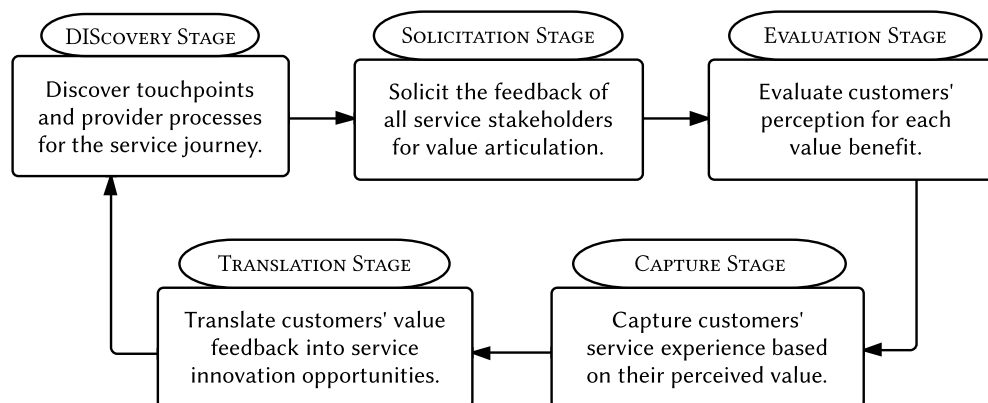 DIScovery Stage
Discover touchpoints
and provider processes
for the service journey.
Solicitation Stage
Solicit the feedback of
all service stakeholders
for value articulation.
Evaluation Stage
Evaluate customers'
perception for each
value benefit.
Capture Stage
Capture customers'
service experience based
on their perceived value.
Translation Stage
Translate customers' value
feedback into service
innovation opportunities.